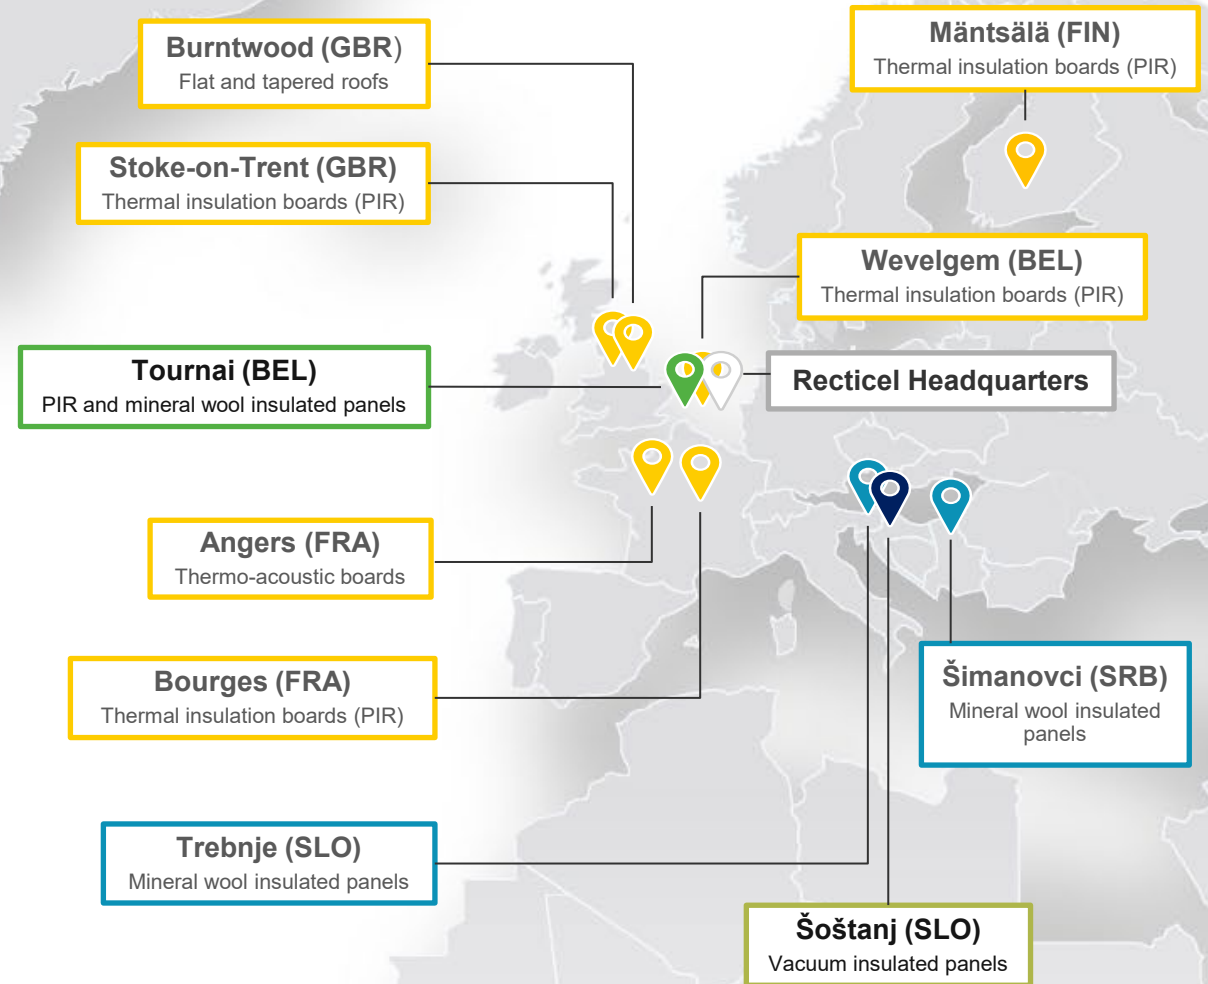 Burntwood (GBR)
Flat and tapered roofs
Mäntsälä (FIN)
Thermal insulation boards (PIR)
Stoke-on-Trent (GBR)
Thermal insulation boards (PIR)
Wevelgem (BEL)
Thermal insulation boards (PIR)
Tournai (BEL)
PIR and mineral wool insulated panels
Recticel Headquarters
Angers (FRA)
Thermo-acoustic boards
Bourges (FRA)
Thermal insulation boards (PIR)
Šimanovci (SRB)
Mineral wool insulated
panels
Trebnje (SLO)
Mineral wool insulated panels
Šoštanj (SLO)
Vacuum insulated panels